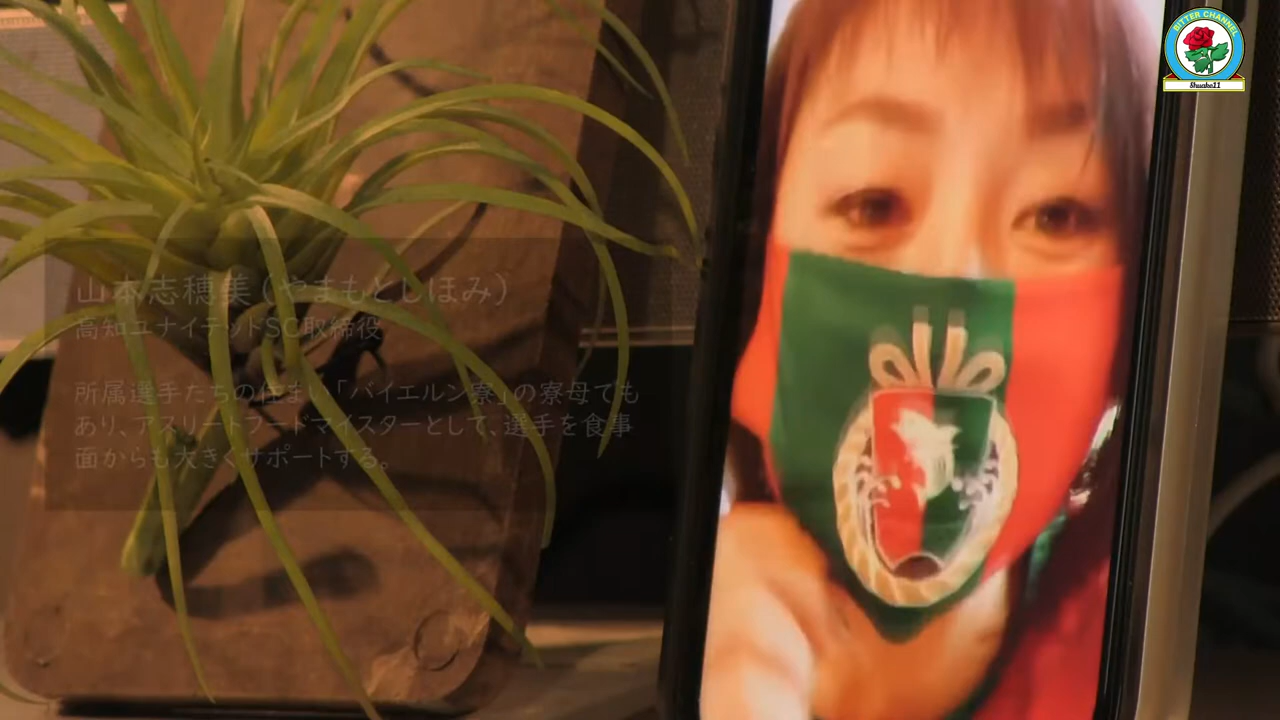 BITTER CHANNEL
Shuako11
山本志穂美（やまもとしほみ）
高知ユナイテッドSC取締役
所属選手たちの住まい「バイエルン寮」の寮母でも
あり、アスリートフードマイスターとして、選手を食事
面からも大きくサポートする。